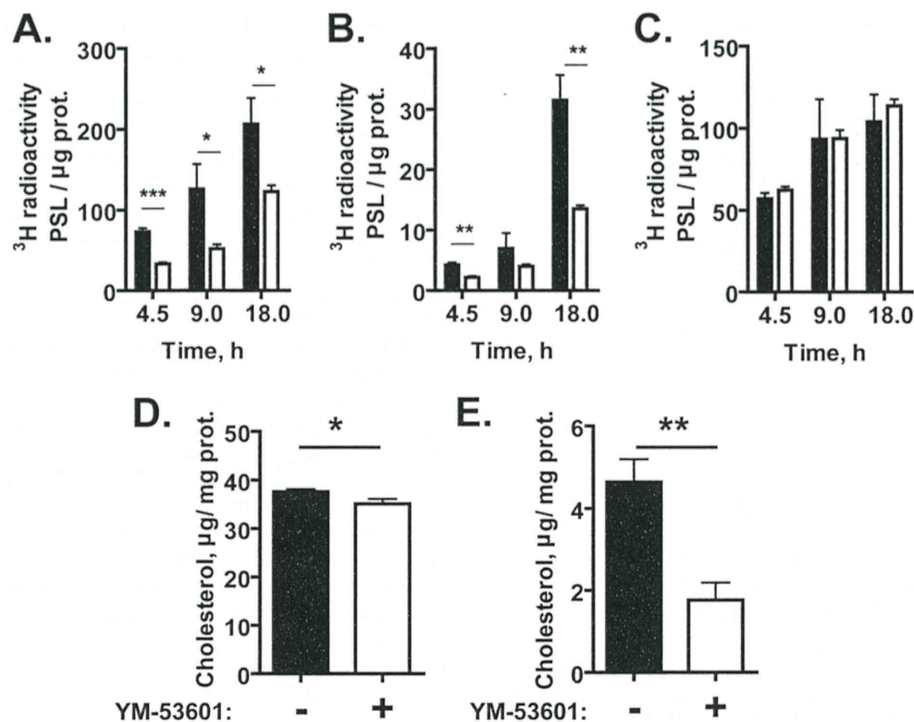 A.
³H radioactivity
PSL / µg prot.
300
200
100
0
***
*
*
4.5 9.0 18.0
Time, h
B.
³H radioactivity
PSL / µg prot.
40
30
20
10
0
**
**
4.5 9.0 18.0
Time, h
C.
³H radioactivity
PSL / µg prot.
150
100
50
0
4.5 9.0 18.0
Time, h
D.
Cholesterol, µg/ mg prot.
50
40
30
20
10
0
*
YM-53601: - +
E.
Cholesterol, µg/ mg prot.
6
4
2
0
**
YM-53601: - +